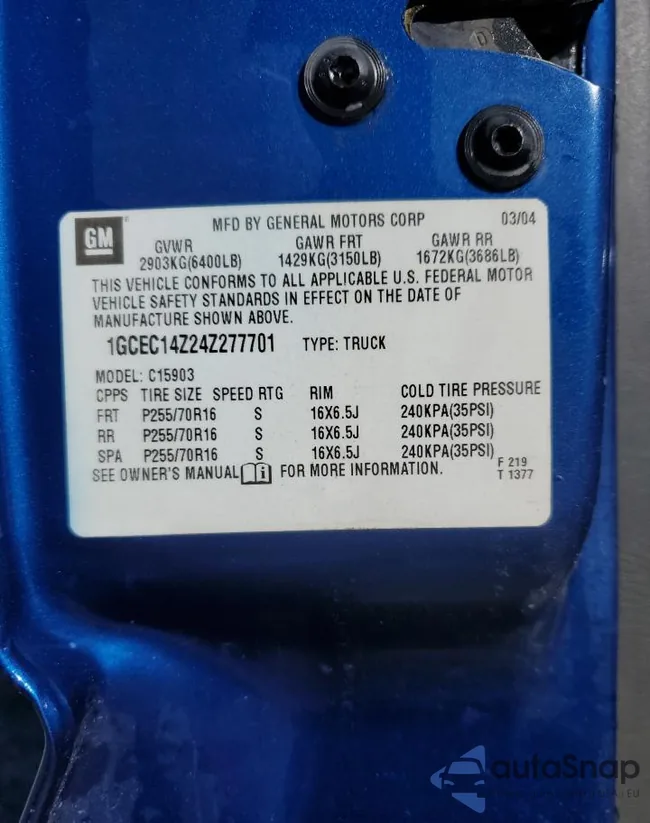 D
GM
MFD BY GENERAL MOTORS CORP 03/04
GVWR GAWR FRT GAWR RR
2903KG(6400LB) 1429KG(3150LB) 1672KG(3686LB)
THIS VEHICLE CONFORMS TO ALL APPLICABLE U.S. FEDERAL MOTOR
VEHICLE SAFETY STANDARDS IN EFFECT ON THE DATE OF
MANUFACTURE SHOWN ABOVE.
1GCEC14Z24Z277701 TYPE: TRUCK
MODEL: C15903
CPPS TIRE SIZE SPEED RTG RIM COLD TIRE PRESSURE
FRT P255/70R16 S 16X6.5J 240KPA(35PSI)
RR P255/70R16 S 16X6.5J 240KPA(35PSI)
SPA P255/70R16 S 16X6.5J 240KPA(35PSI)
SEE OWNER'S MANUAL i FOR MORE INFORMATION. F 219
T 1377
autoSnap